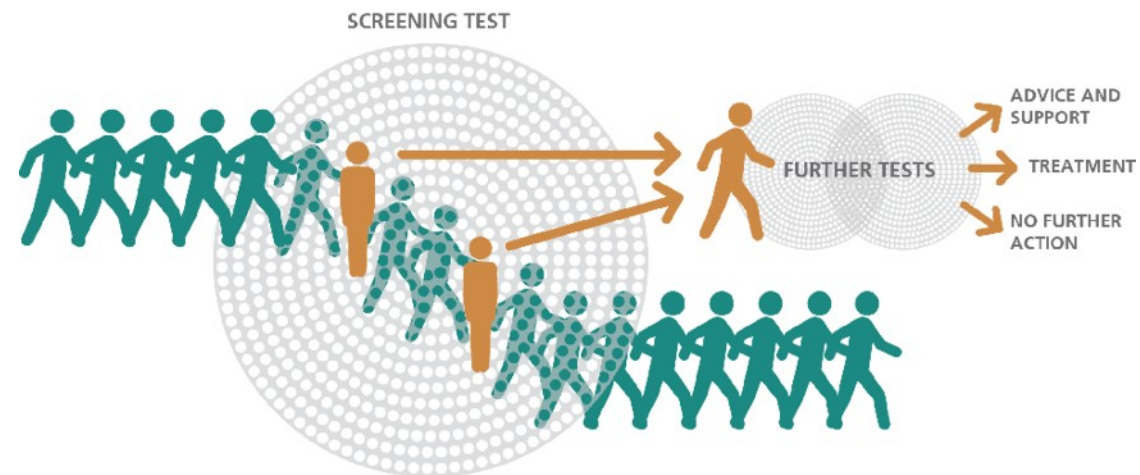 SCREENING TEST
FURTHER TESTS
ADVICE AND
SUPPORT
TREATMENT
NO FURTHER
ACTION